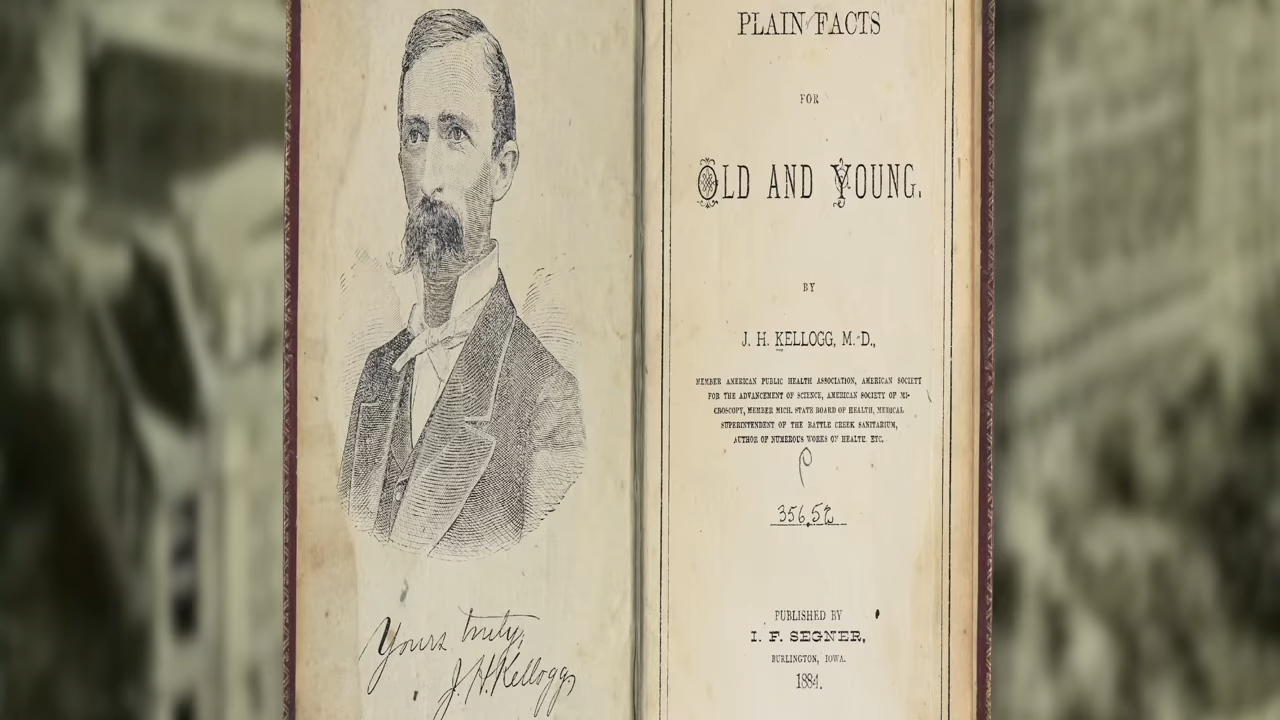 Yours truly,
J. H. Kellogg
PLAIN FACTS
FOR
OLD AND YOUNG.
BY
J. H. KELLOGG, M. D.,
MEMBER AMERICAN PUBLIC HEALTH ASSOCIATION, AMERICAN SOCIETY
FOR THE ADVANCEMENT OF SCIENCE, AMERICAN SOCIETY OF MI-
CROSCOPY, MEMBER MICH. STATE BOARD OF HEALTH, MEDICAL
SUPERINTENDENT OF THE BATTLE CREEK SANITARIUM,
AUTHOR OF NUMEROUS WORKS ON HEALTH, ETC.
PUBLISHED BY
I. F. SEGNER,
BURLINGTON, IOWA.
1884.